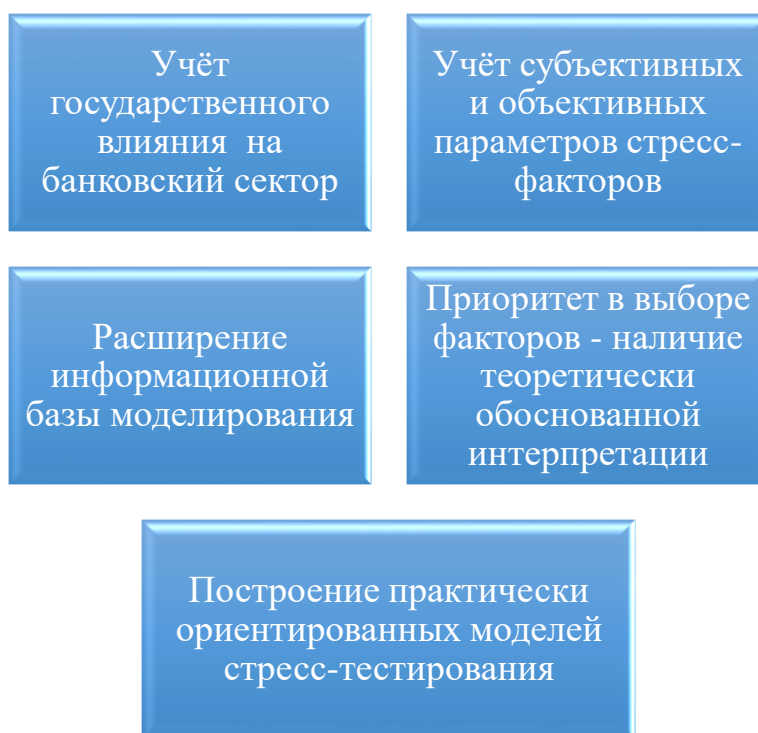 Учёт
государственного
влияния на
банковский сектор
Учёт субъективных
и объективных
параметров стресс-
факторов
Расширение
информационной
базы моделирования
Приоритет в выборе
факторов - наличие
теоретически
обоснованной
интерпретации
Построение практически
ориентированных моделей
стресс-тестирования